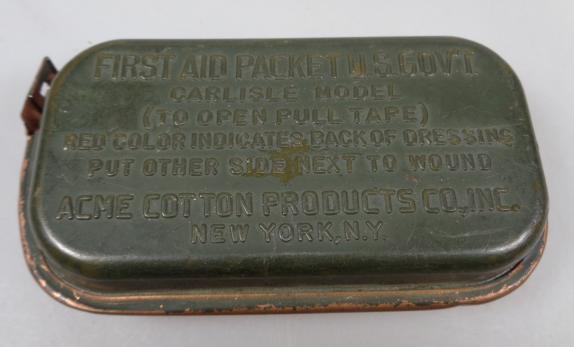 FIRST AID PACKET U.S. GOV'T.
CARLISLE MODEL
(TO OPEN PULL TAPE)
RED COLOR INDICATES BACK OF DRESSING
PUT OTHER SIDE NEXT TO WOUND
ACME COTTON PRODUCTS CO., INC.
NEW YORK, N.Y.